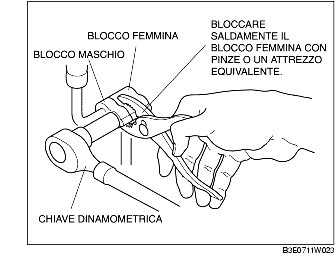 BLOCCO FEMMINA
BLOCCO MASCHIO
BLOCCARE
SALDAMENTE IL
BLOCCO FEMMINA CON
PINZE O UN ATTREZZO
EQUIVALENTE.
CHIAVE DINAMOMETRICA
B3E0711W023